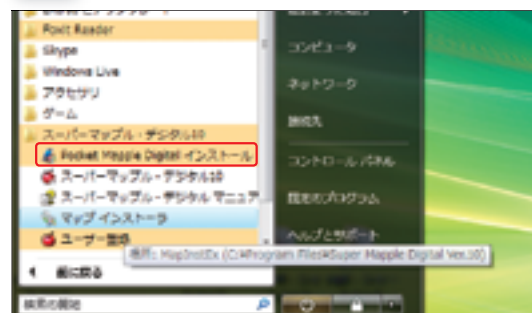 Foxit Reader
Skype
Windows Live
アクセサリ
ゲーム
スーパーマップル・デジタル10
Pocket Mapple Digital インストール
スーパーマップル・デジタル10
スーパーマップル・デジタル マニュア
マップ インストーラ
ユーザー登録
場所: MapInstEx (C:¥Program Files¥Super Mapple Digital Ver.10)
前に戻る
検索の開始
コンピュータ
ネットワーク
接続先
コントロール パネル
既定のプログラム
ヘルプとサポート